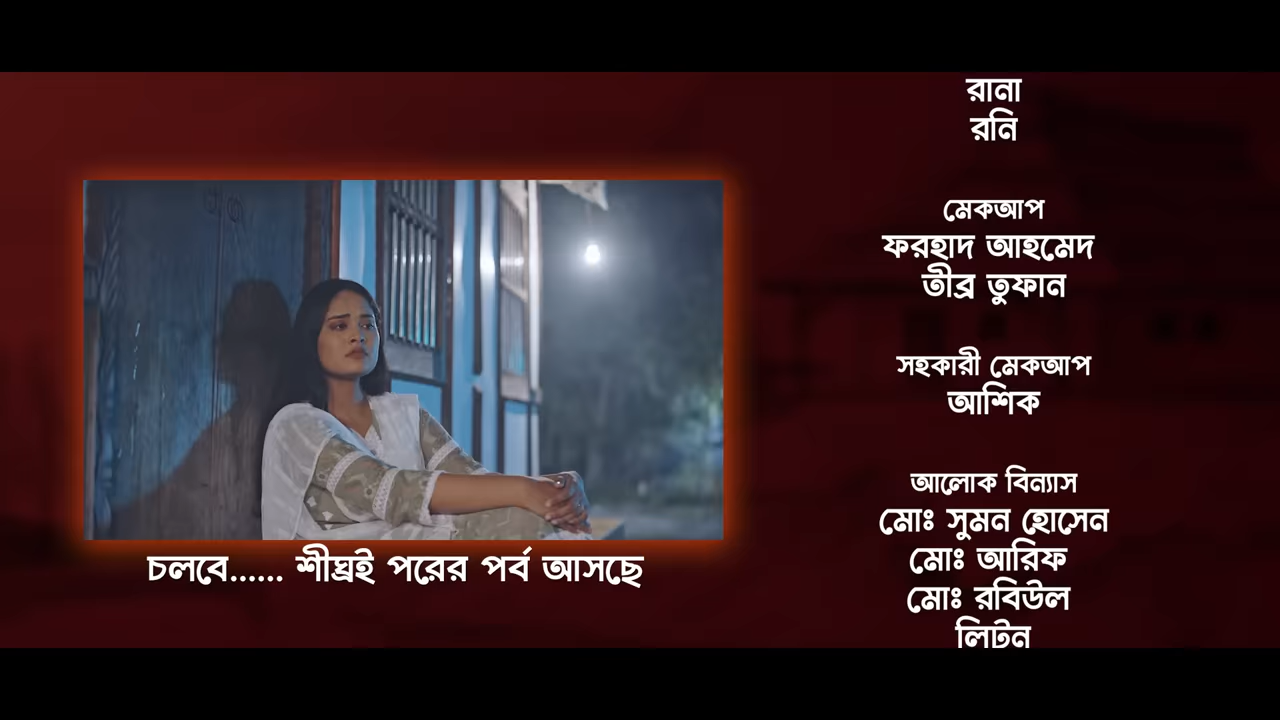 রানা
রনি
মেকআপ
ফরহাদ আহমেদ
তীব্র তুফান
সহকারী মেকআপ
আশিক
আলোক বিন্যাস
মোঃ সুমন হোসেন
মোঃ আরিফ
মোঃ রবিউল
লিটন
চলবে...... শীঘ্রই পরের পর্ব আসছে